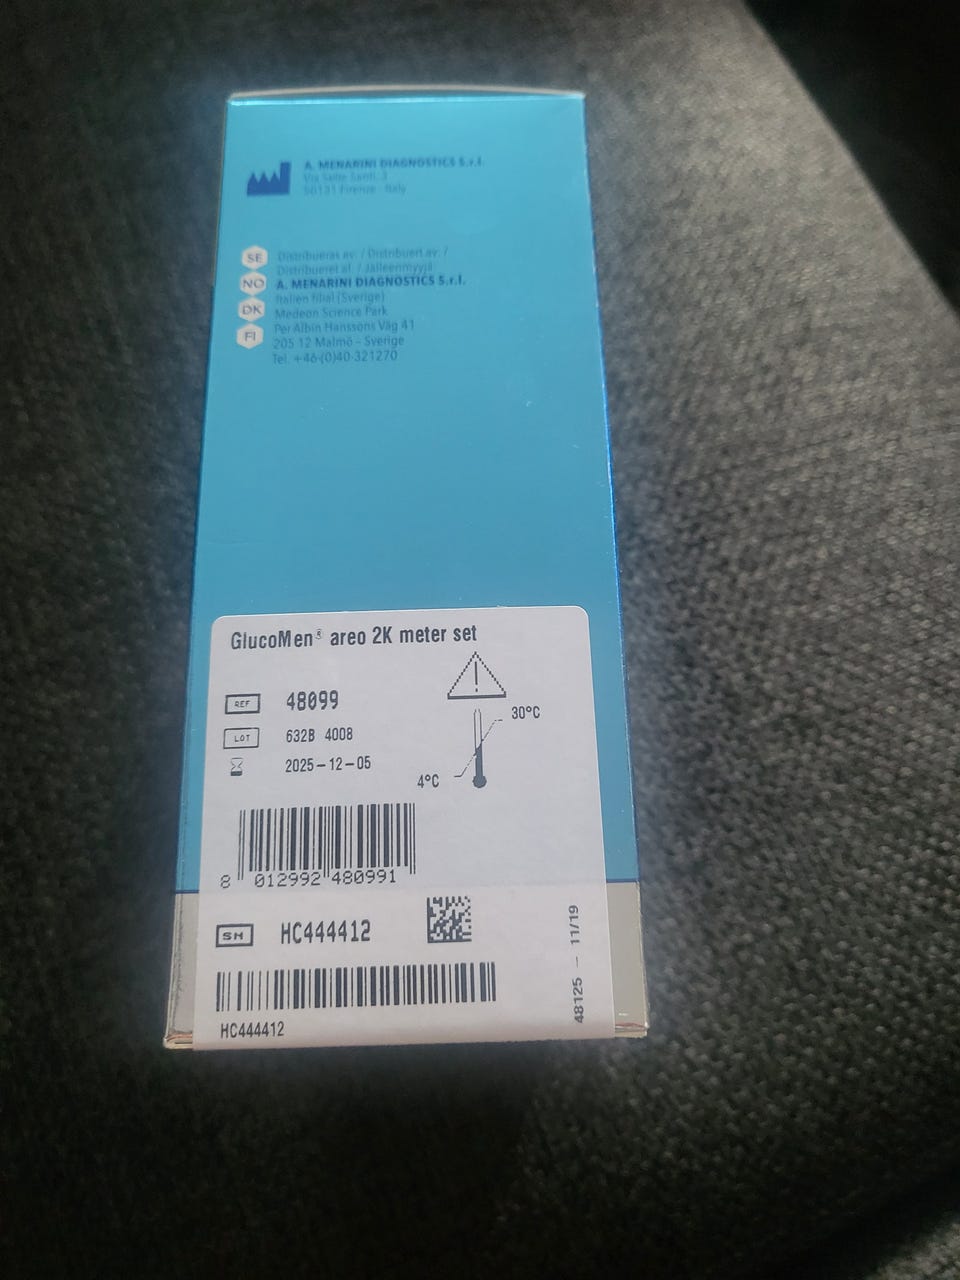 A. MENARINI DIAGNOSTICS S.r.l.
Via Sette Santi, 3
50131 Firenze - Italy
SE
NO
DK
FI
Distribueras av: / Distribuert av: /
Distribueret af: / Jälleenmyyjä:
A. MENARINI DIAGNOSTICS S.r.l.
Italien filial (Sverige)
Medeon Science Park
Per Albin Hanssons Väg 41
205 12 Malmö - Sverige
Tel. +46-(0)40-321270
GlucoMen® areo 2K meter set
REF 48099
LOT 632B 4008
2025-12-05
30°C
4°C
8 012992 480991
SN HC444412
HC444412
48125 - 11/19